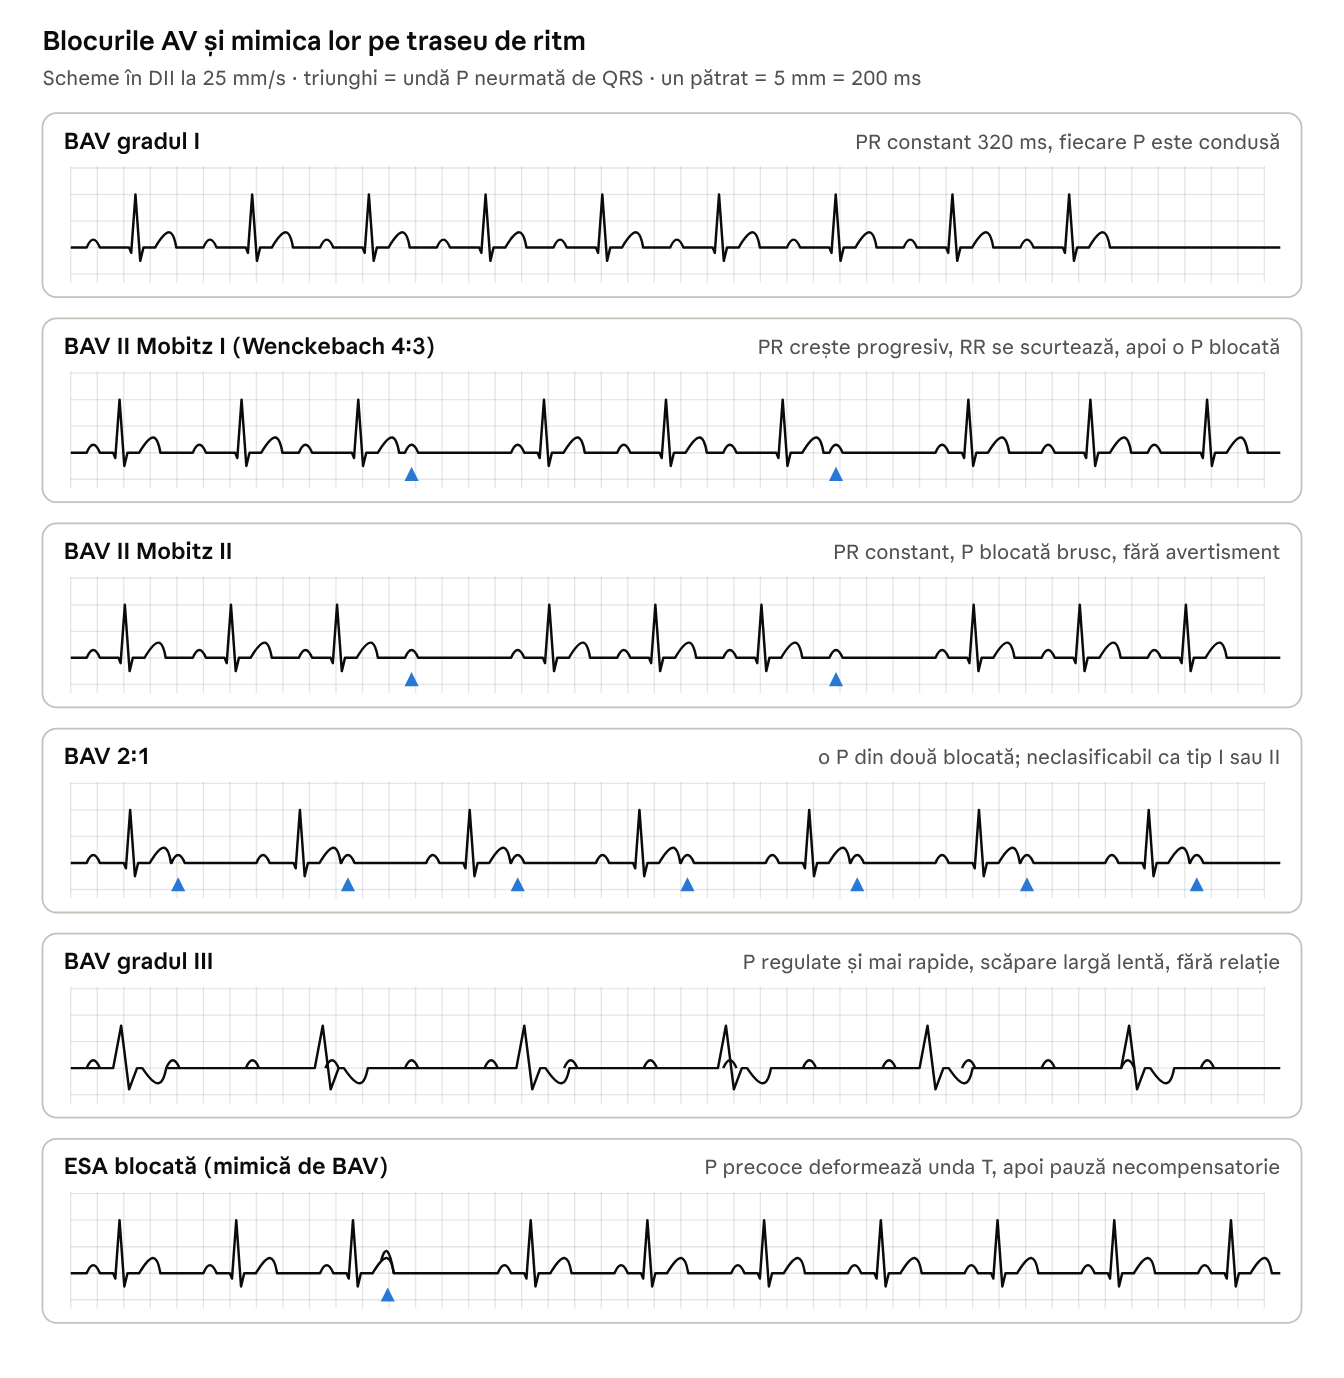 Blocurile AV și mimica lor pe traseu de ritm
Scheme în DII la 25 mm/s · triunghi = undă P neurmată de QRS · un pătrat = 5 mm = 200 ms
BAV gradul I
PR constant 320 ms, fiecare P este condusă
BAV II Mobitz I (Wenckebach 4:3)
PR crește progresiv, RR se scurtează, apoi o P blocată
BAV II Mobitz II
PR constant, P blocată brusc, fără avertisment
BAV 2:1
o P din două blocată; neclasificabil ca tip I sau II
BAV gradul III
P regulate și mai rapide, scăpare largă lentă, fără relație
ESA blocată (mimică de BAV)
P precoce deformează unda T, apoi pauză necompensatorie